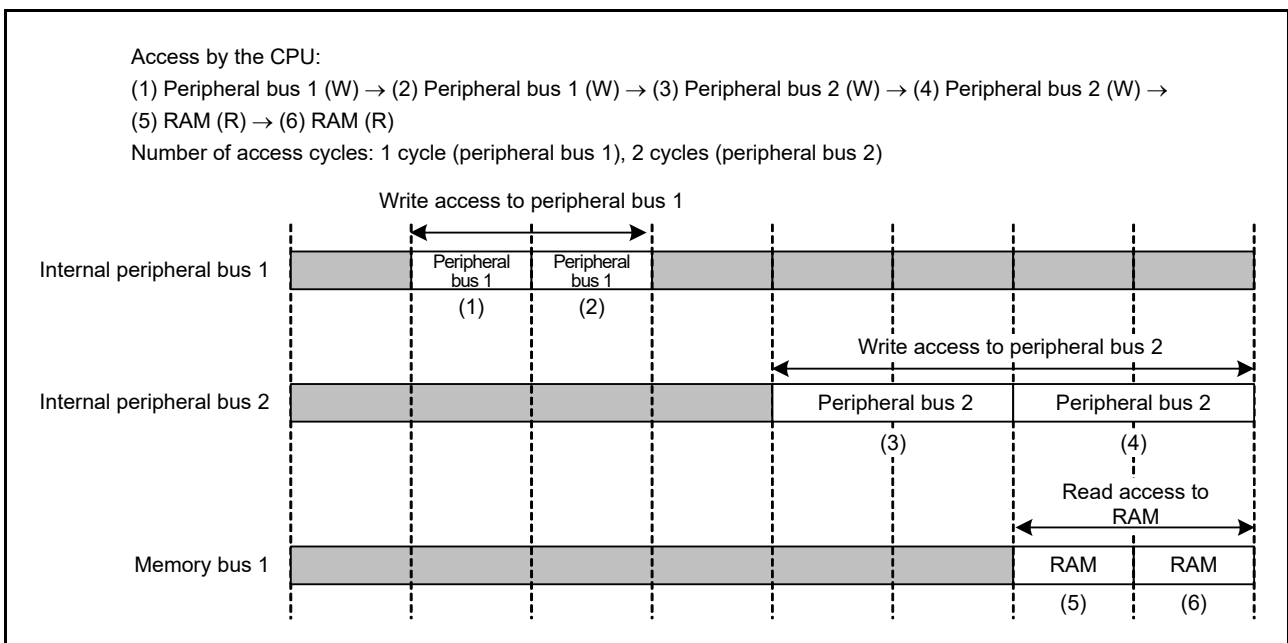 Access by the CPU:
(1) Peripheral bus 1 (W) → (2) Peripheral bus 1 (W) → (3) Peripheral bus 2 (W) → (4) Peripheral bus 2 (W) →
(5) RAM (R) → (6) RAM (R)
Number of access cycles: 1 cycle (peripheral bus 1), 2 cycles (peripheral bus 2)
Write access to peripheral bus 1
Internal peripheral bus 1
Peripheral
bus 1
Peripheral
bus 1
(1)
(2)
Write access to peripheral bus 2
Internal peripheral bus 2
Peripheral bus 2
Peripheral bus 2
(3)
(4)
Read access to
RAM
Memory bus 1
RAM
RAM
(5)
(6)